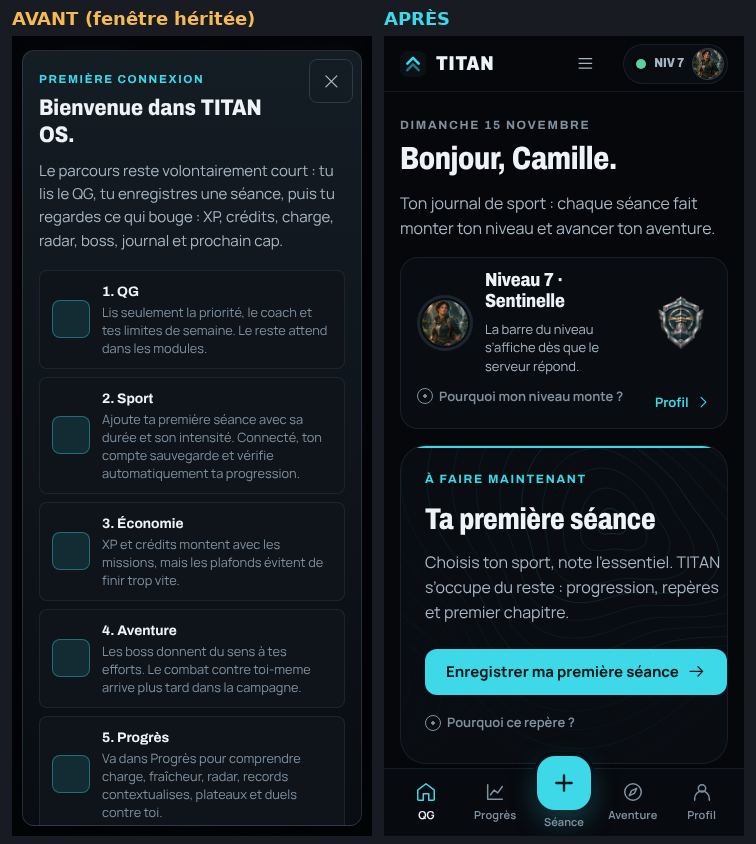 AVANT (fenêtre héritée)
PREMIÈRE CONNEXION
Bienvenue dans TITAN
OS.
Le parcours reste volontairement court : tu
lis le QG, tu enregistres une séance, puis tu
regardes ce qui bouge : XP, crédits, charge,
radar, boss, journal et prochain cap.
1. QG
Lis seulement la priorité, le coach et
tes limites de semaine. Le reste attend
dans les modules.
2. Sport
Ajoute ta première séance avec sa
durée et son intensité. Connecté, ton
compte sauvegarde et vérifie
automatiquement ta progression.
3. Économie
XP et crédits montent avec les
missions, mais les plafonds évitent de
finir trop vite.
4. Aventure
Les boss donnent du sens à tes
efforts. Le combat contre toi-meme
arrive plus tard dans la campagne.
5. Progrès
Va dans Progrès pour comprendre
charge, fraîcheur, radar, records
contextualises, plateaux et duels
contre toi.
APRÈS
TITAN
NIV 7
DIMANCHE 15 NOVEMBRE
Bonjour, Camille.
Ton journal de sport : chaque séance fait
monter ton niveau et avancer ton aventure.
Niveau 7 ·
Sentinelle
La barre du niveau
s'affiche dès que le
serveur répond.
Pourquoi mon niveau monte ?
Profil
À FAIRE MAINTENANT
Ta première séance
Choisis ton sport, note l'essentiel. TITAN
s'occupe du reste : progression, repères
et premier chapitre.
Enregistrer ma première séance →
Pourquoi ce repère ?
QG
Progrès
Séance
Aventure
Profil